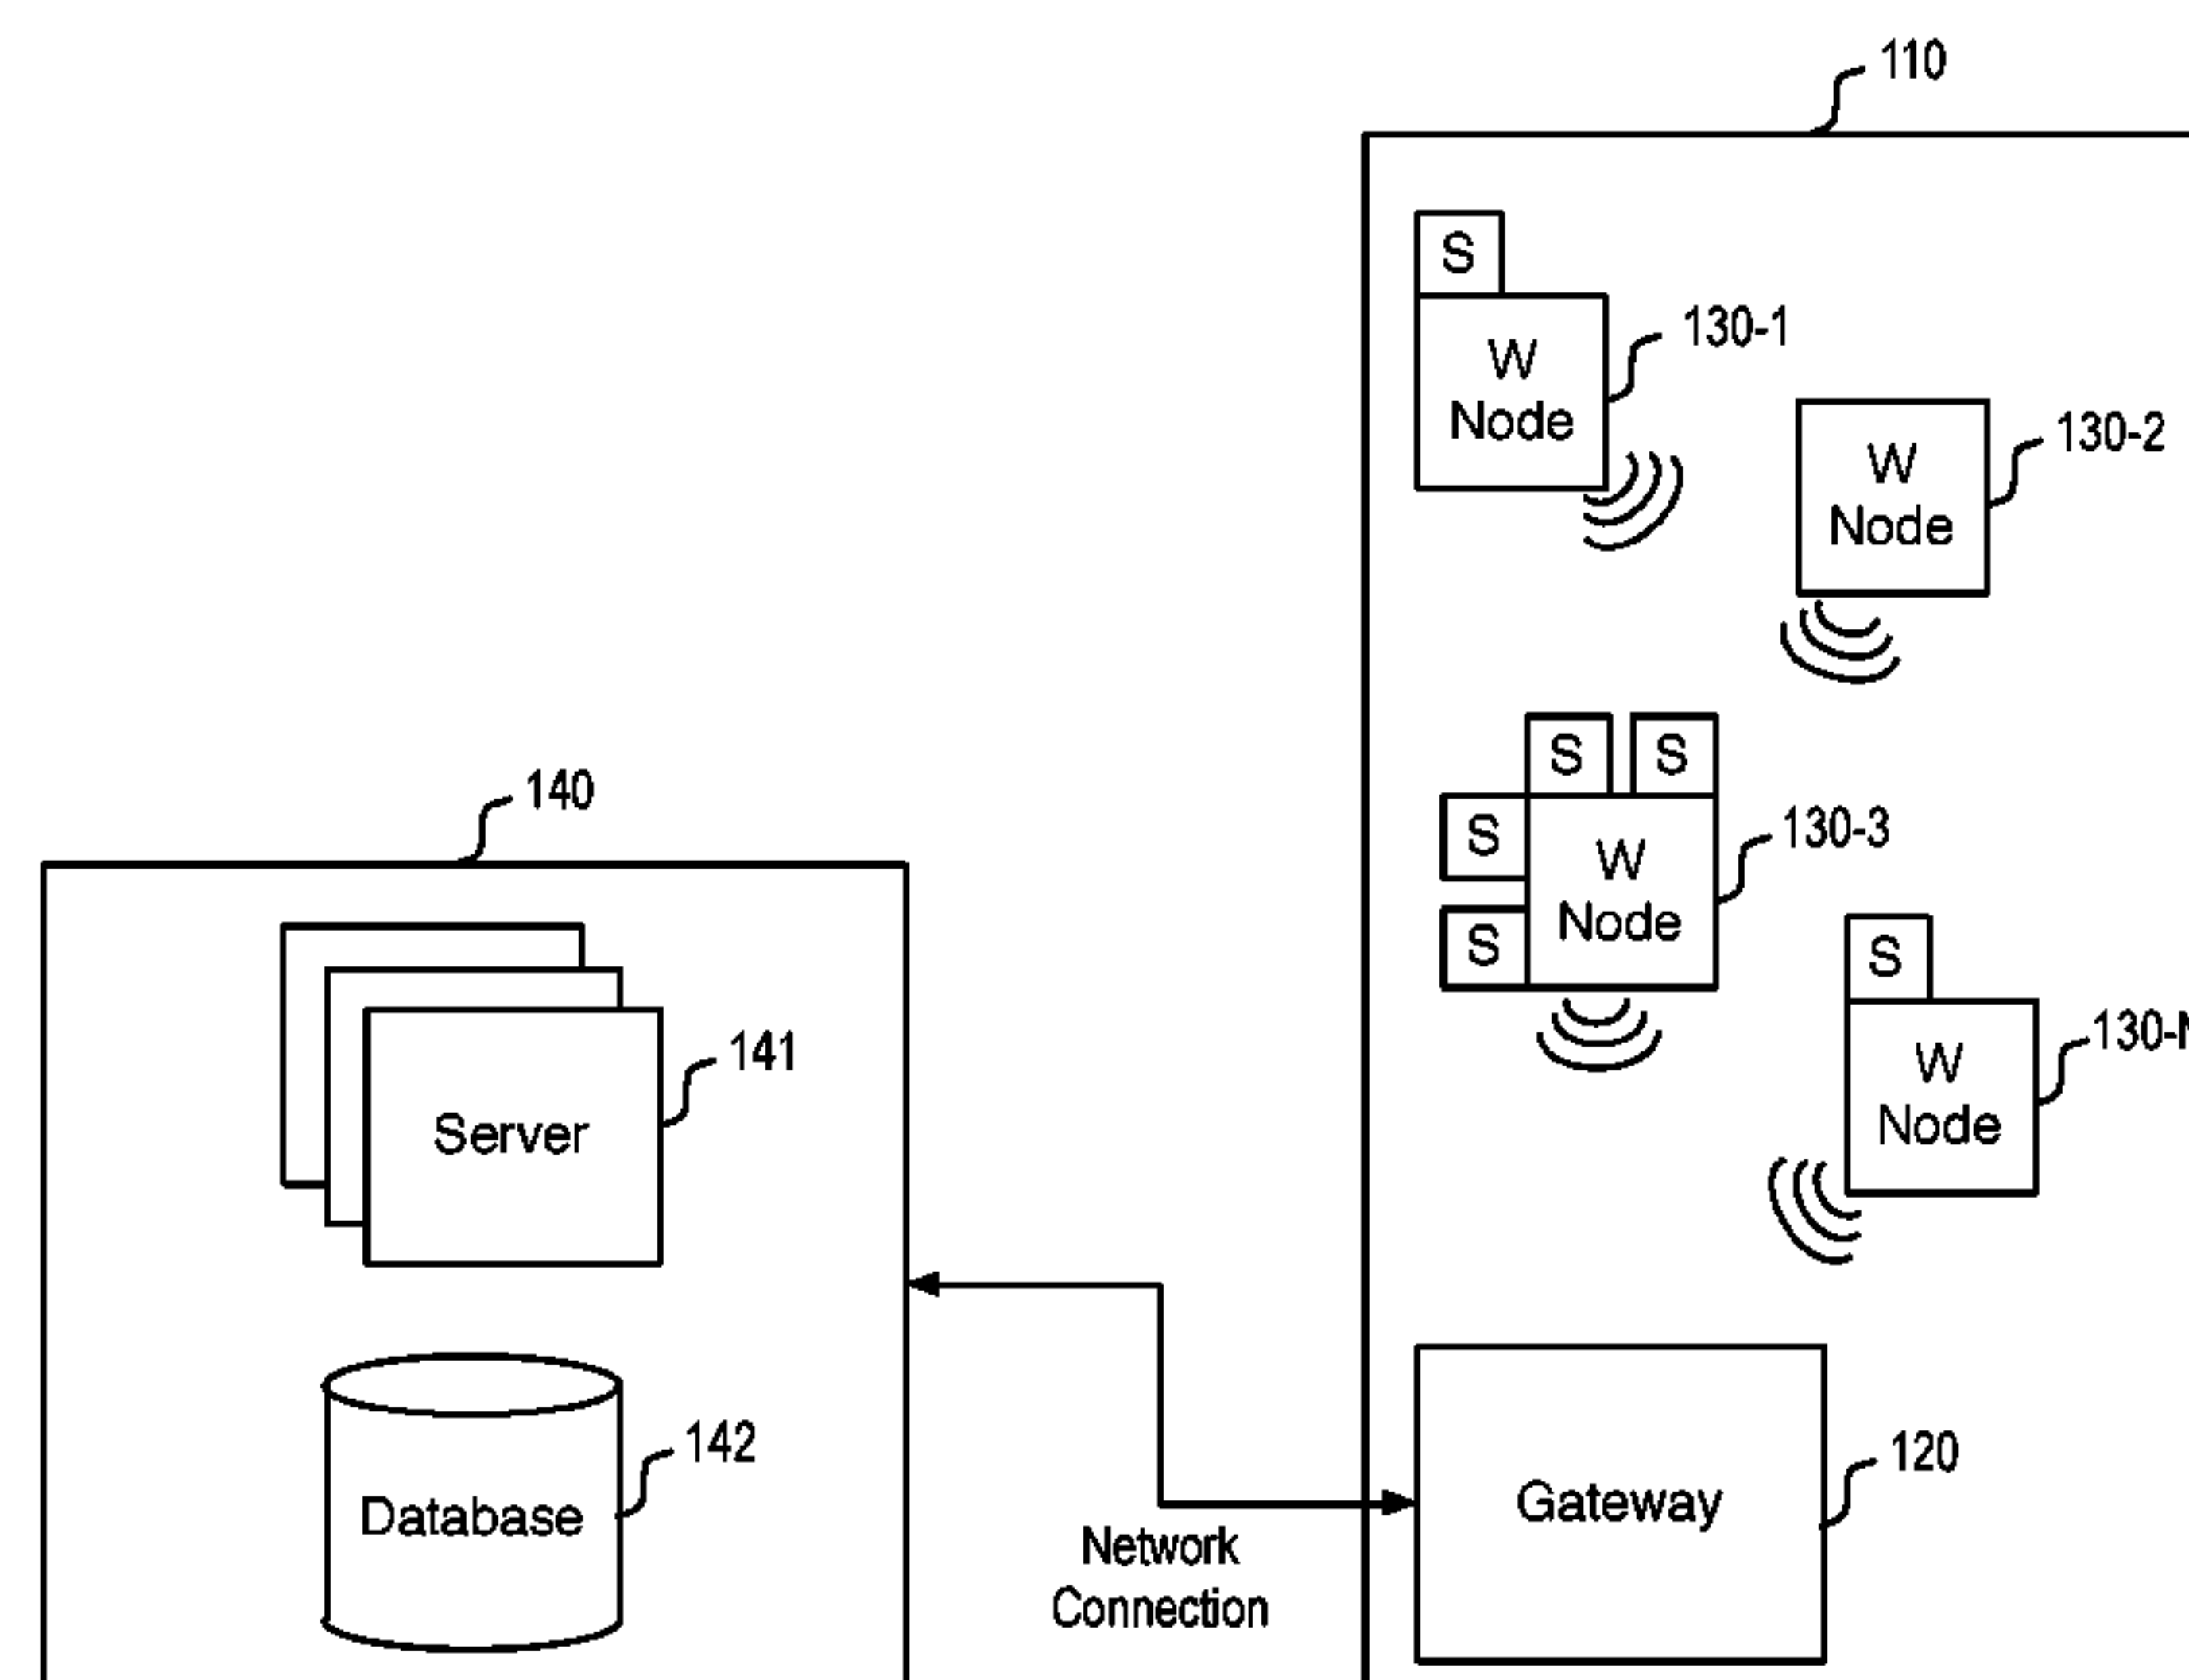 110
S
W
Node
130-1
W
Node
130-2
S
S
S
S
W
Node
130-3
S
W
Node
140
Server
141
Database
142
Network
Connection
Gateway
120